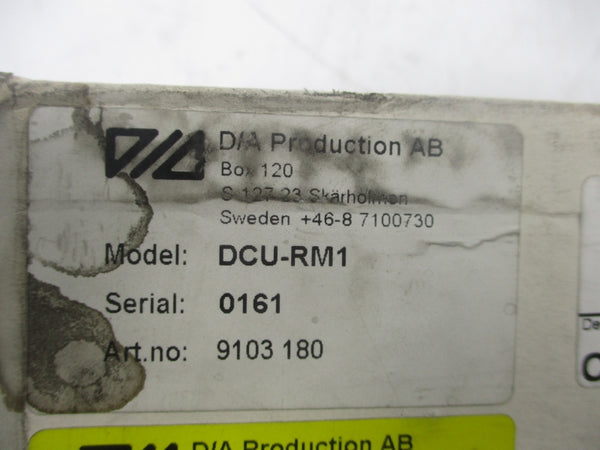 D/A
D/A Production AB
Box 120
S-127 23 Skärholmen
Sweden +46-8 7100730
Model: DCU-RM1
Serial: 0161
Art.no: 9103 180
De
D/A Production AB